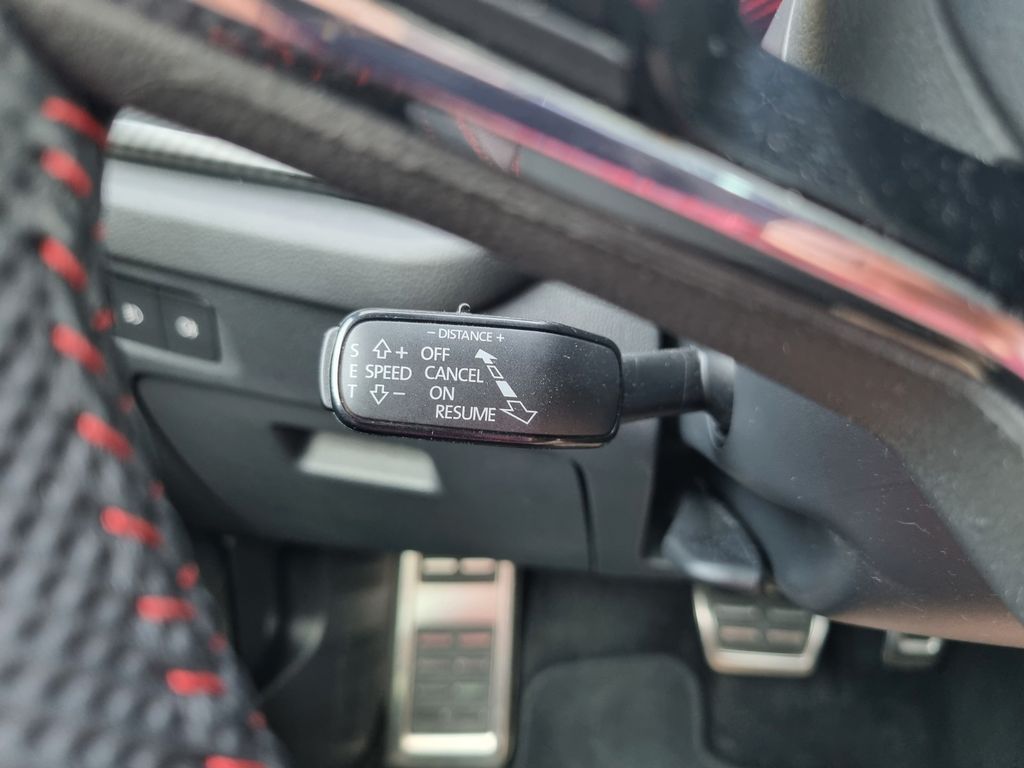 − DISTANCE +
S + OFF
E SPEED CANCEL
T − ON
RESUME